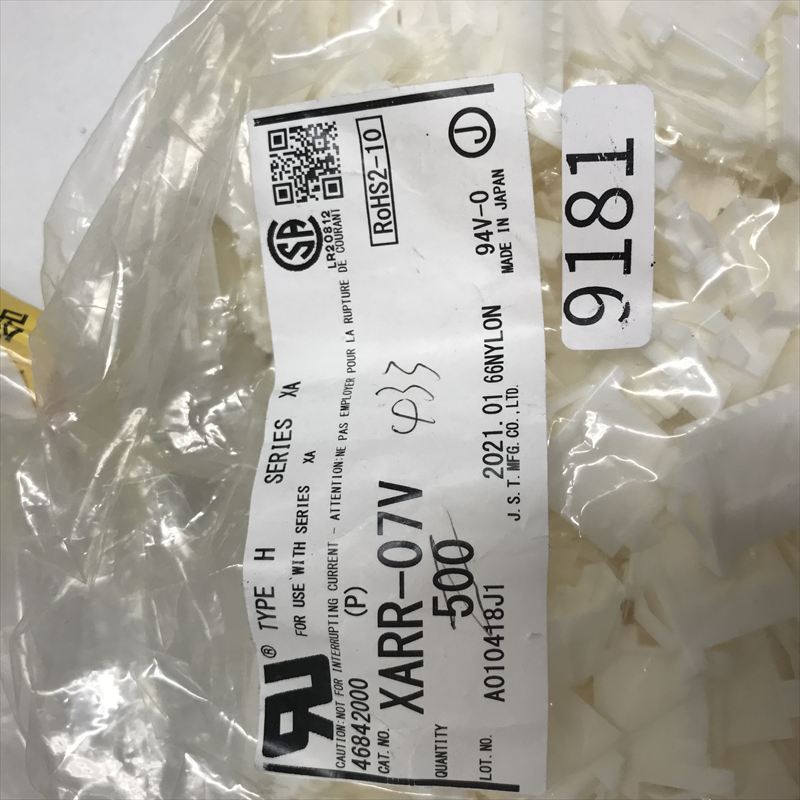 TYPE H SERIES XA
FOR USE WITH SERIES XA
LR20812
CAUTION:NOT FOR INTERRUPTING CURRENT - ATTENTION:NE PAS EMPLOYER POUR LA RUPTURE DE COURANT
46842000 (P)
RoHS2-10
CAT. NO. XARR-07V
433
QUANTITY 500
2021.01 66NYLON 94V-0
LOT. NO. A010418J1
J.S.T. MFG. CO., LTD. MADE IN JAPAN
J
9181